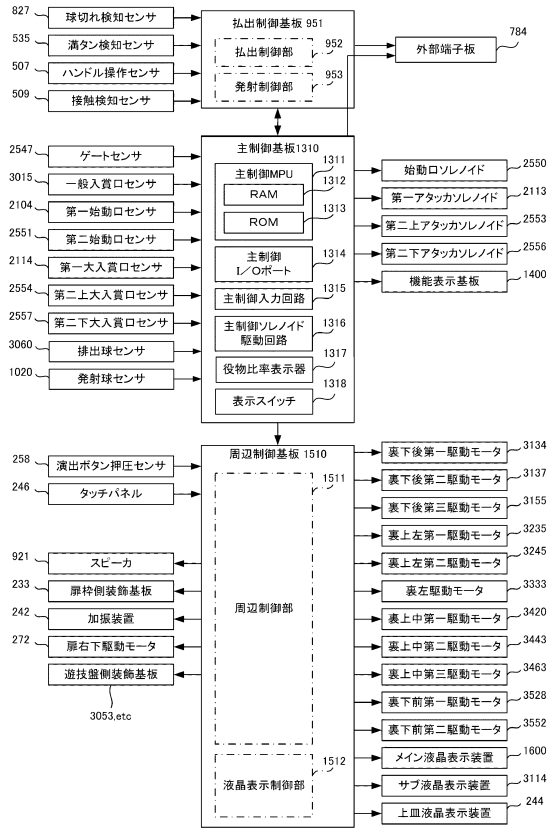 827
球切れ検知センサ
535
満タン検知センサ
507
ハンドル操作センサ
509
接触検知センサ
払出制御基板 951
払出制御部
952
発射制御部
953
外部端子板
784
2547
ゲートセンサ
3015
一般入賞口センサ
2104
第一始動口センサ
2551
第二始動口センサ
2114
第一大入賞口センサ
2554
第二上大入賞口センサ
2557
第二下大入賞口センサ
3060
排出球センサ
1020
発射球センサ
主制御基板1310
主制御MPU
1311
RAM
1312
ROM
1313
主制御
I/Oポート
1314
主制御入力回路
1315
主制御ソレノイド
駆動回路
1316
役物比率表示器
1317
表示スイッチ
1318
始動口ソレノイド
2550
第一アタッカソレノイド
2113
第二上アタッカソレノイド
2553
第二下アタッカソレノイド
2556
機能表示基板
1400
258
演出ボタン押圧センサ
246
タッチパネル
921
スピーカ
233
扉枠側装飾基板
242
加振装置
272
扉右下駆動モータ
遊技盤側装飾基板
3053,etc
周辺制御基板 1510
1511
周辺制御部
1512
液晶表示制御部
裏下後第一駆動モータ
3134
裏下後第二駆動モータ
3137
裏下後第三駆動モータ
3155
裏上左第一駆動モータ
3235
裏上左第二駆動モータ
3245
裏左駆動モータ
3333
裏上中第一駆動モータ
3420
裏上中第二駆動モータ
3443
裏上中第三駆動モータ
3463
裏下前第一駆動モータ
3528
裏下前第二駆動モータ
3552
メイン液晶表示装置
1600
サブ液晶表示装置
3114
上皿液晶表示装置
244